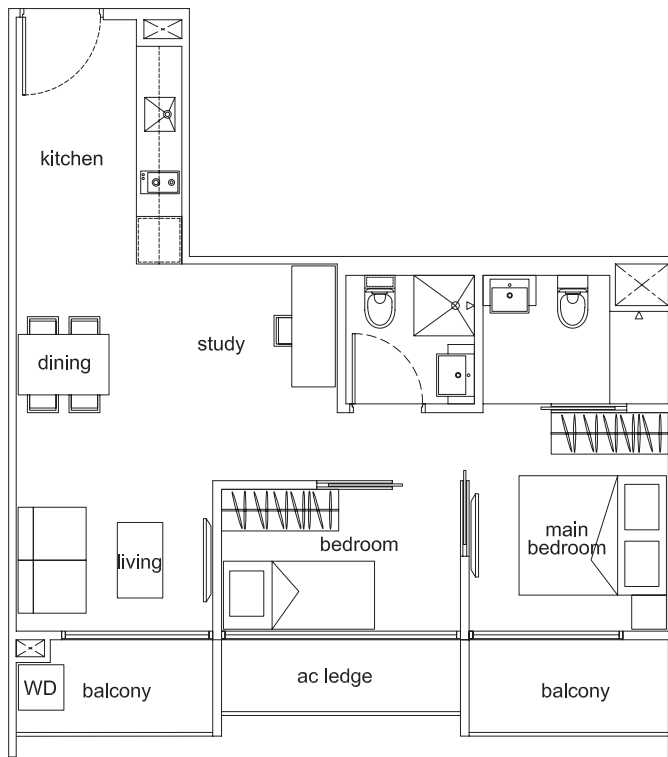 kitchen
study
dining
living
bedroom
main
bedroom
WD
balcony
ac ledge
balcony